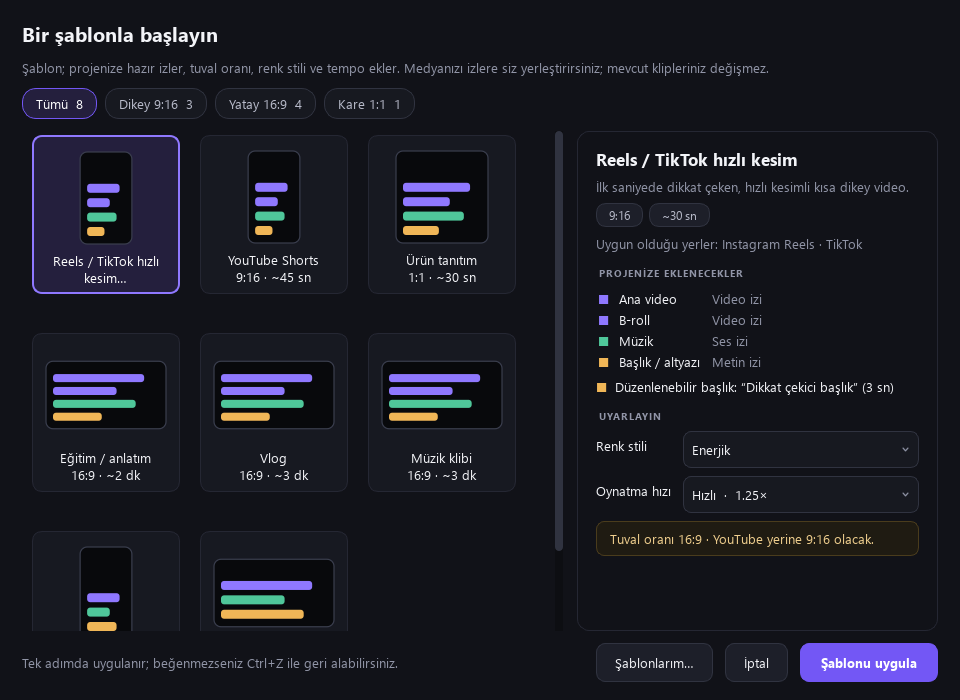 Bir şablonla başlayın
Şablon; projenize hazır izler, tuval oranı, renk stili ve tempo ekler. Medyanızı izlere siz yerleştirirsiniz; mevcut klipleriniz değişmez.
Tümü 8
Dikey 9:16 3
Yatay 16:9 4
Kare 1:1 1
Reels / TikTok hızlı
kesim...
YouTube Shorts
9:16 · ~45 sn
Ürün tanıtım
1:1 · ~30 sn
Eğitim / anlatım
16:9 · ~2 dk
Vlog
16:9 · ~3 dk
Müzik klibi
16:9 · ~3 dk
Reels / TikTok hızlı kesim
İlk saniyede dikkat çeken, hızlı kesimli kısa dikey video.
9:16
~30 sn
Uygun olduğu yerler: Instagram Reels · TikTok
PROJENİZE EKLENECEKLER
Ana video Video izi
B-roll Video izi
Müzik Ses izi
Başlık / altyazı Metin izi
Düzenlenebilir başlık: "Dikkat çekici başlık" (3 sn)
UYARLAYIN
Renk stili Enerjik
Oynatma hızı Hızlı · 1.25×
Tuval oranı 16:9 · YouTube yerine 9:16 olacak.
Tek adımda uygulanır; beğenmezseniz Ctrl+Z ile geri alabilirsiniz.
Şablonlarım...
İptal
Şablonu uygula